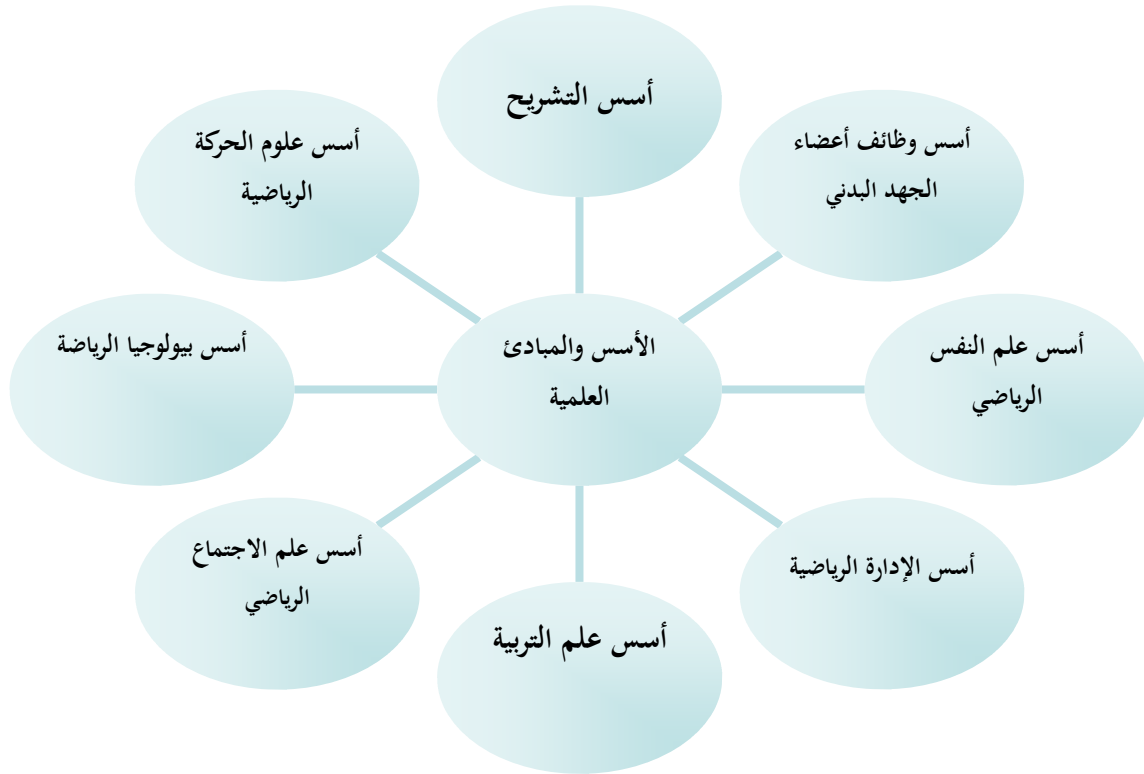 أسس التشريح
أسس وظائف أعضاء
الجهد البدني
أسس علوم الحركة
الرياضية
أسس علم النفس
الرياضي
الأسس والمبادئ
العلمية
أسس بيولوجيا الرياضة
أسس الإدارة الرياضية
أسس علم الاجتماع
الرياضي
أسس علم التربية